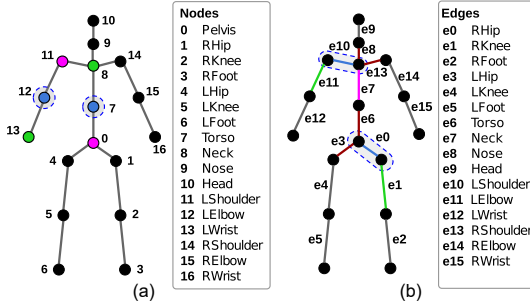 10
9
11
14
8
12
7
15
13
0
16
4
1
5
2
6
3
(a)
Nodes
0 Pelvis
1 RHip
2 RKnee
3 RFoot
4 LHip
5 LKnee
6 LFoot
7 Torso
8 Neck
9 Nose
10 Head
11 LShoulder
12 LElbow
13 LWrist
14 RShoulder
15 RElbow
16 RWrist
e9
e10
e8
e13
e11
e14
e7
e12
e15
e6
e3
e0
e4
e1
e5
e2
(b)
Edges
e0 RHip
e1 RKnee
e2 RFoot
e3 LHip
e4 LKnee
e5 LFoot
e6 Torso
e7 Neck
e8 Nose
e9 Head
e10 LShoulder
e11 LElbow
e12 LWrist
e13 RShoulder
e14 RElbow
e15 RWrist